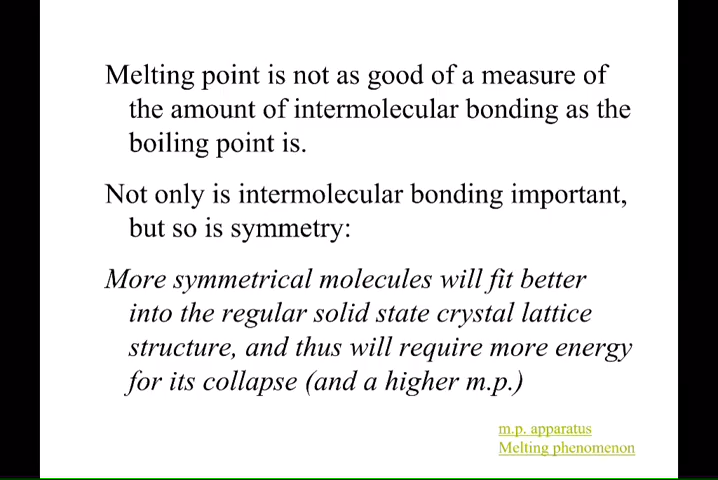 Melting point is not as good of a measure of
the amount of intermolecular bonding as the
boiling point is.
Not only is intermolecular bonding important,
but so is symmetry:
More symmetrical molecules will fit better
into the regular solid state crystal lattice
structure, and thus will require more energy
for its collapse (and a higher m.p.)
m.p. apparatus
Melting phenomenon